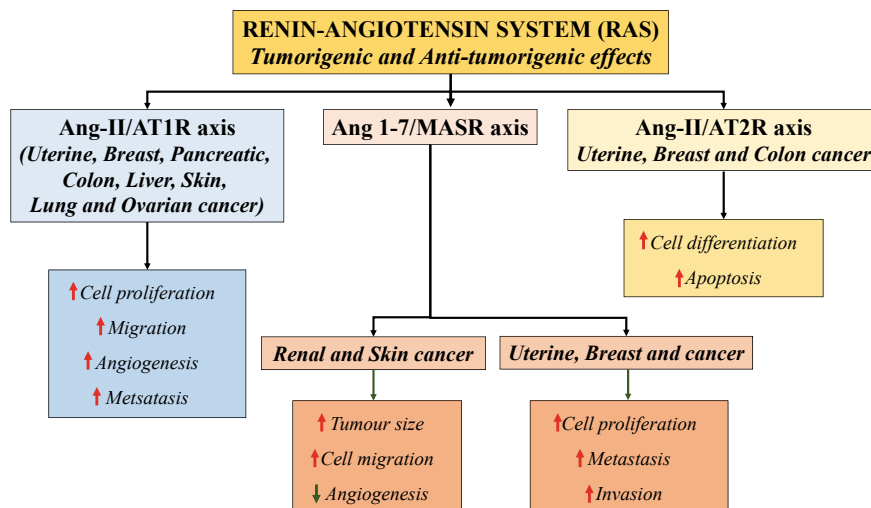 RENIN-ANGIOTENSIN SYSTEM (RAS)
Tumorigenic and Anti-tumorigenic effects
Ang-II/AT1R axis
(Uterine, Breast, Pancreatic,
Colon, Liver, Skin,
Lung and Ovarian cancer)
Ang 1-7/MASR axis
Ang-II/AT2R axis
Uterine, Breast and Colon cancer
Cell proliferation
Migration
Angiogenesis
Metsatasis
Cell differentiation
Apoptosis
Renal and Skin cancer
Uterine, Breast and cancer
Tumour size
Cell migration
Angiogenesis
Cell proliferation
Metastasis
Invasion